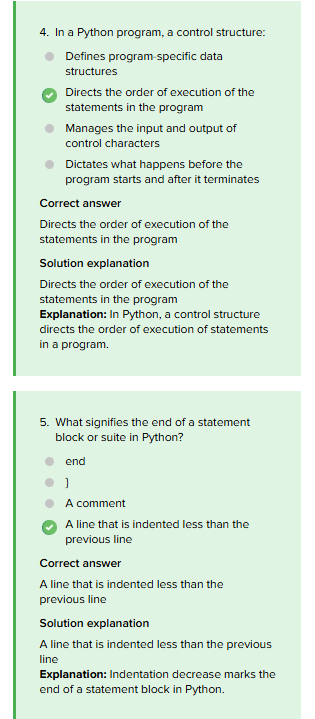 4. In a Python program, a control structure:
Defines program-specific data
structures
Directs the order of execution of the
statements in the program
Manages the input and output of
control characters
Dictates what happens before the
program starts and after it terminates
Correct answer
Directs the order of execution of the
statements in the program
Solution explanation
Directs the order of execution of the
statements in the program
Explanation: In Python, a control structure
directs the order of execution of statements
in a program.
5. What signifies the end of a statement
block or suite in Python?
end
}
A comment
A line that is indented less than the
previous line
Correct answer
A line that is indented less than the
previous line
Solution explanation
A line that is indented less than the previous
line
Explanation: Indentation decrease marks the
end of a statement block in Python.